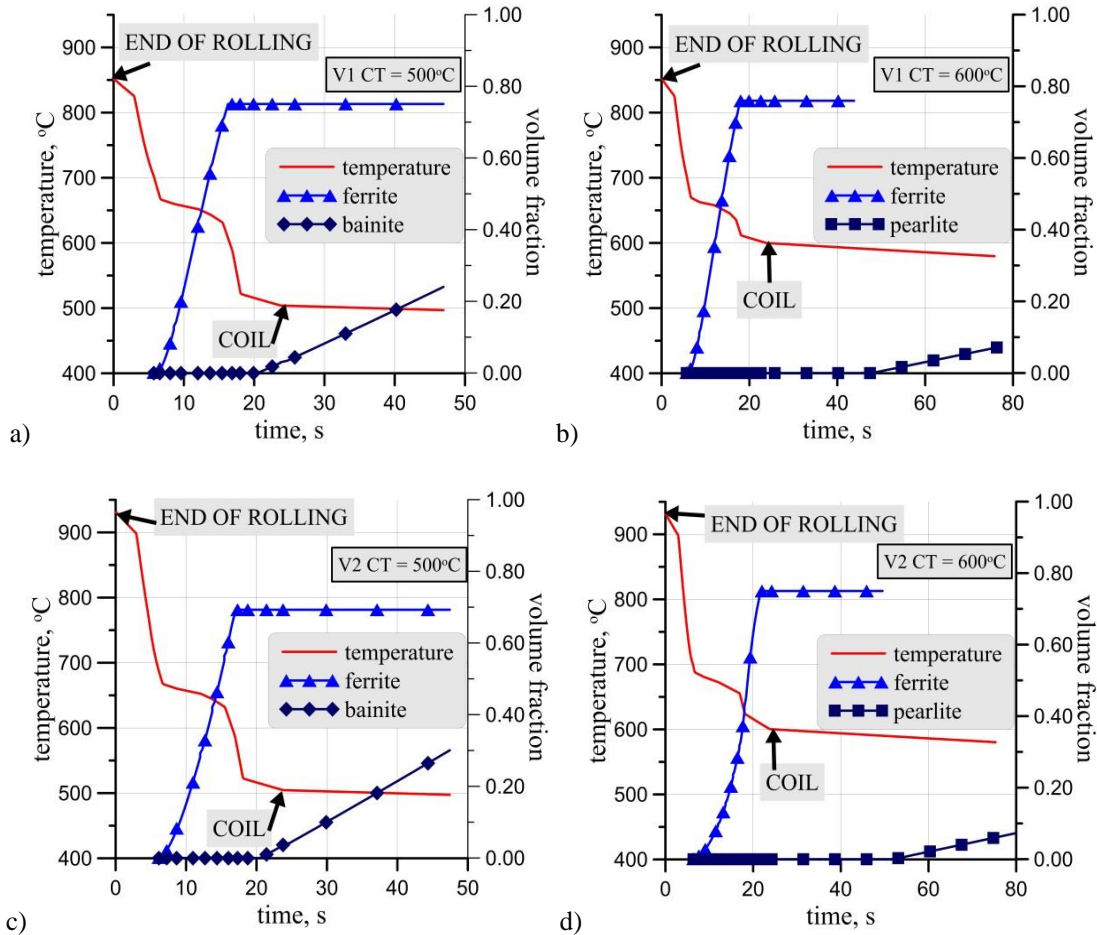 END OF ROLLING
V1 CT = 500°C
temperature, °C
900
800
700
600
500
400
1.00
0.80
0.60
0.40
0.20
0.00
volume fraction
temperature
ferrite
bainite
COIL
0 10 20 30 40 50
time, s
a)
END OF ROLLING
V1 CT = 600°C
temperature, °C
900
800
700
600
500
400
1.00
0.80
0.60
0.40
0.20
0.00
volume fraction
temperature
ferrite
pearlite
COIL
0 20 40 60 80
time, s
b)
END OF ROLLING
V2 CT = 500°C
temperature, °C
900
800
700
600
500
400
1.00
0.80
0.60
0.40
0.20
0.00
volume fraction
temperature
ferrite
bainite
COIL
0 10 20 30 40 50
time, s
c)
END OF ROLLING
V2 CT = 600°C
temperature, °C
900
800
700
600
500
400
1.00
0.80
0.60
0.40
0.20
0.00
volume fraction
temperature
ferrite
pearlite
COIL
0 20 40 60 80
time, s
d)